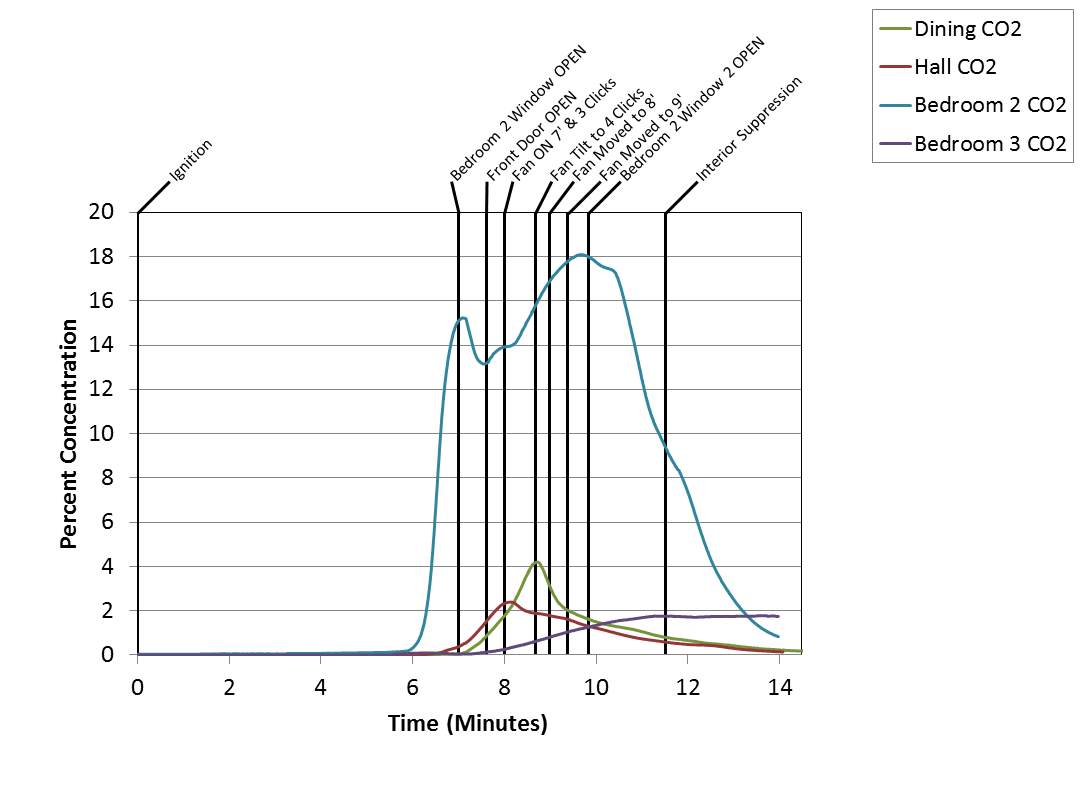 Dining CO2
Hall CO2
Bedroom 2 CO2
Bedroom 3 CO2
Ignition
Bedroom 2 Window OPEN
Front Door OPEN
Fan ON 7' & 3 Clicks
Fan Tilt to 4 Clicks
Fan Moved to 8'
Fan Moved to 9'
Bedroom 2 Window 2 OPEN
Interior Suppression
Percent Concentration
20
18
16
14
12
10
8
6
4
2
0
0 2 4 6 8 10 12 14
Time (Minutes)